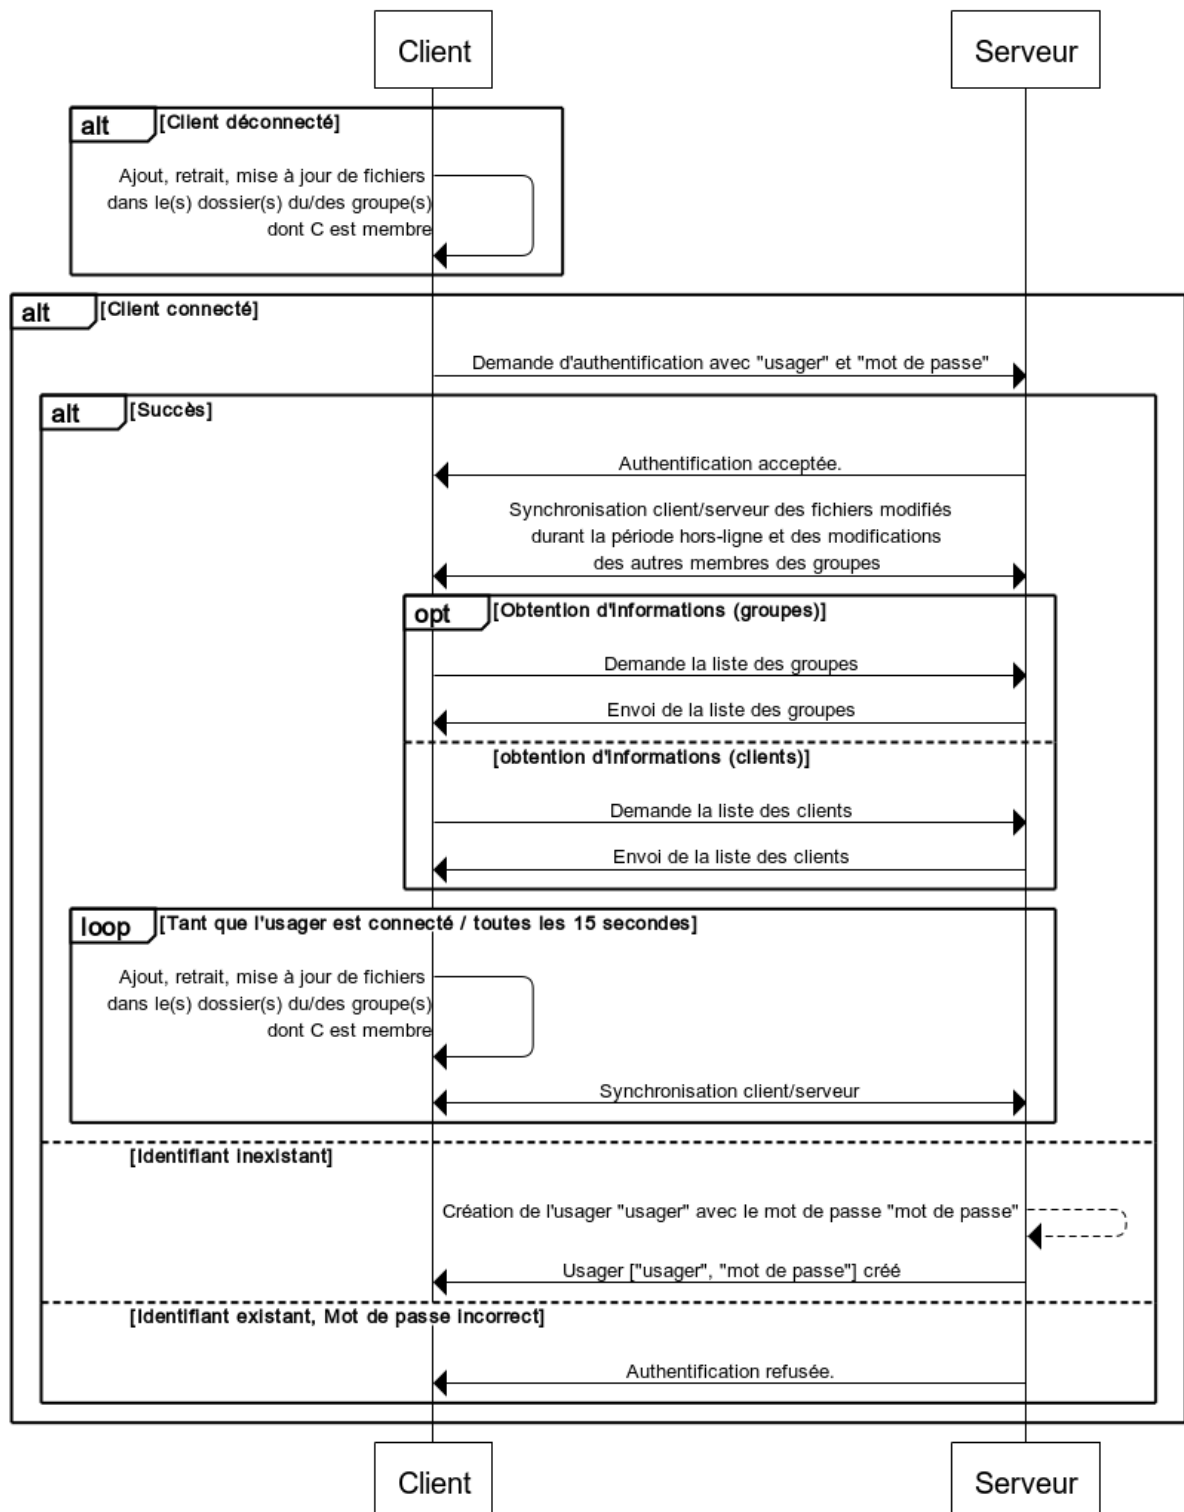 Client
Serveur
alt
[Client déconnecté]
Ajout, retrait, mise à jour de fichiers
dans le(s) dossier(s) du/des groupe(s)
dont C est membre
alt
[Client connecté]
Demande d'authentification avec "usager" et "mot de passe"
alt
[Succès]
Authentification acceptée.
Synchronisation client/serveur des fichiers modifiés
durant la période hors-ligne et des modifications
des autres membres des groupes
opt
[Obtention d'informations (groupes)]
Demande la liste des groupes
Envoi de la liste des groupes
[obtention d'informations (clients)]
Demande la liste des clients
Envoi de la liste des clients
loop
[Tant que l'usager est connecté / toutes les 15 secondes]
Ajout, retrait, mise à jour de fichiers
dans le(s) dossier(s) du/des groupe(s)
dont C est membre
Synchronisation client/serveur
[Identifiant inexistant]
Création de l'usager "usager" avec le mot de passe "mot de passe"
Usager ["usager", "mot de passe"] créé
[Identifiant existant, Mot de passe incorrect]
Authentification refusée.
Client
Serveur